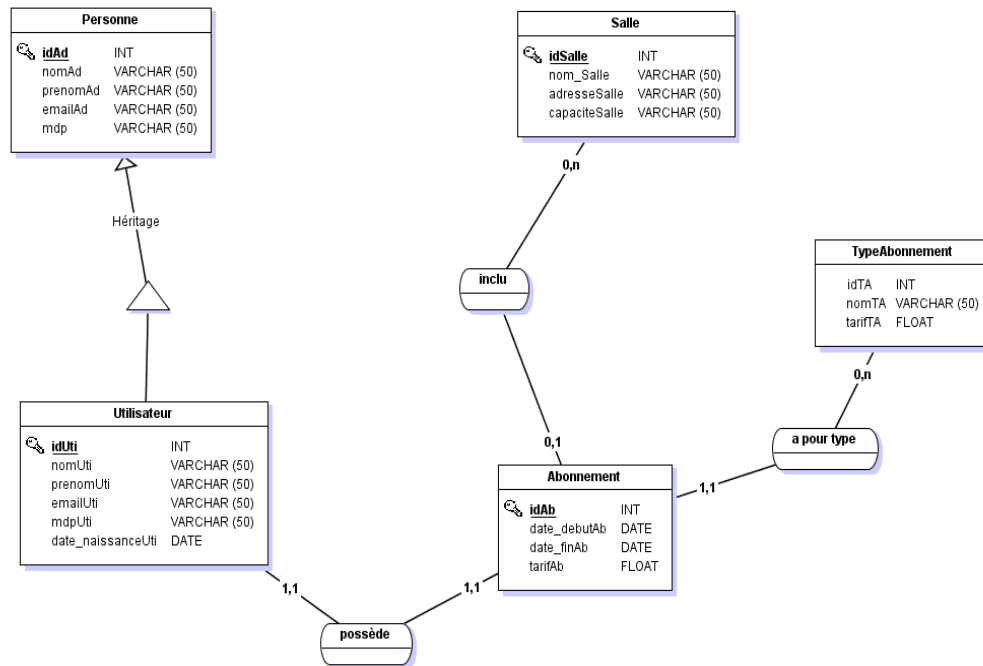 Personne
idAd INT
nomAd VARCHAR (50)
prenomAd VARCHAR (50)
emailAd VARCHAR (50)
mdp VARCHAR (50)
Salle
idSalle INT
nom_Salle VARCHAR (50)
adresseSalle VARCHAR (50)
capaciteSalle VARCHAR (50)
0,n
Héritage
TypeAbonnement
idTA INT
nomTA VARCHAR (50)
tarifTA FLOAT
inclu
0,n
Utilisateur
idUti INT
nomUti VARCHAR (50)
prenomUti VARCHAR (50)
emailUti VARCHAR (50)
mdpUti VARCHAR (50)
date_naissanceUti DATE
0,1
a pour type
Abonnement
idAb INT
date_debutAb DATE
date_finAb DATE
tarifAb FLOAT
1,1
1,1
1,1
possède